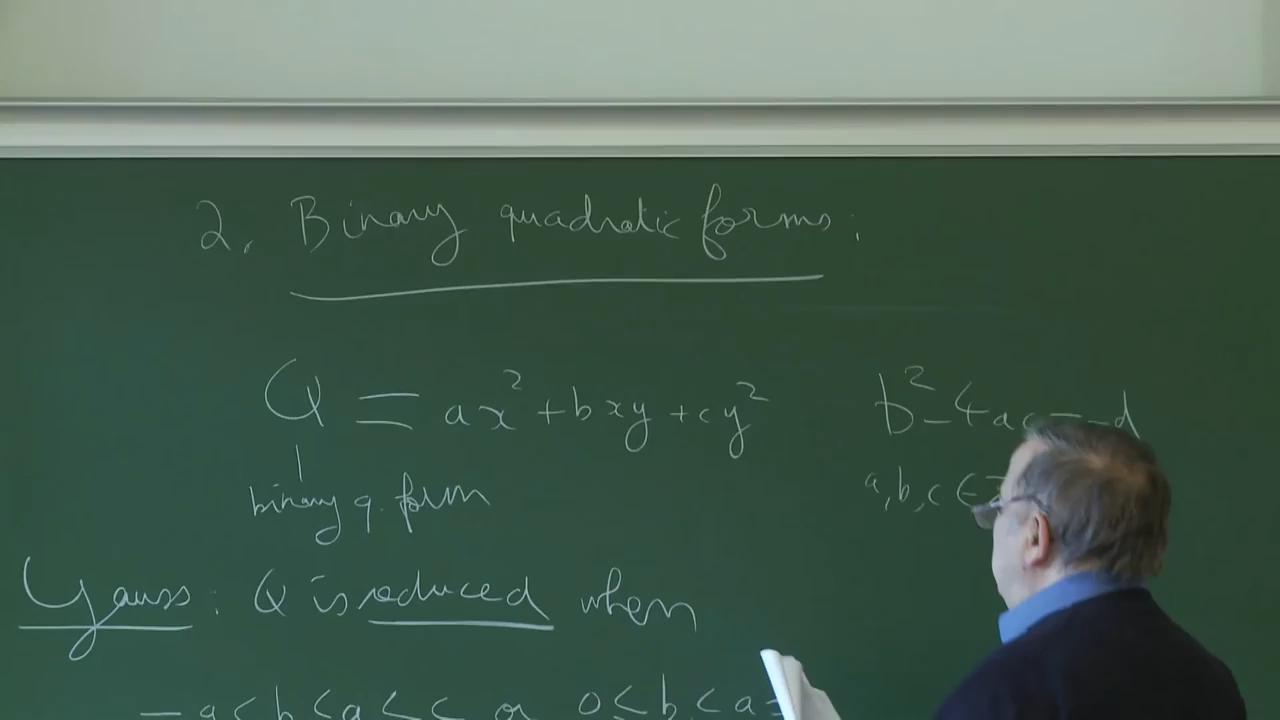 2. Binary quadratic forms:
Q = ax² + bxy + cy² b² - 4ac = -d
binary q. form a, b, c ∈
Gauss: Q is reduced when
- a < b < a < c or 0 < b < a =